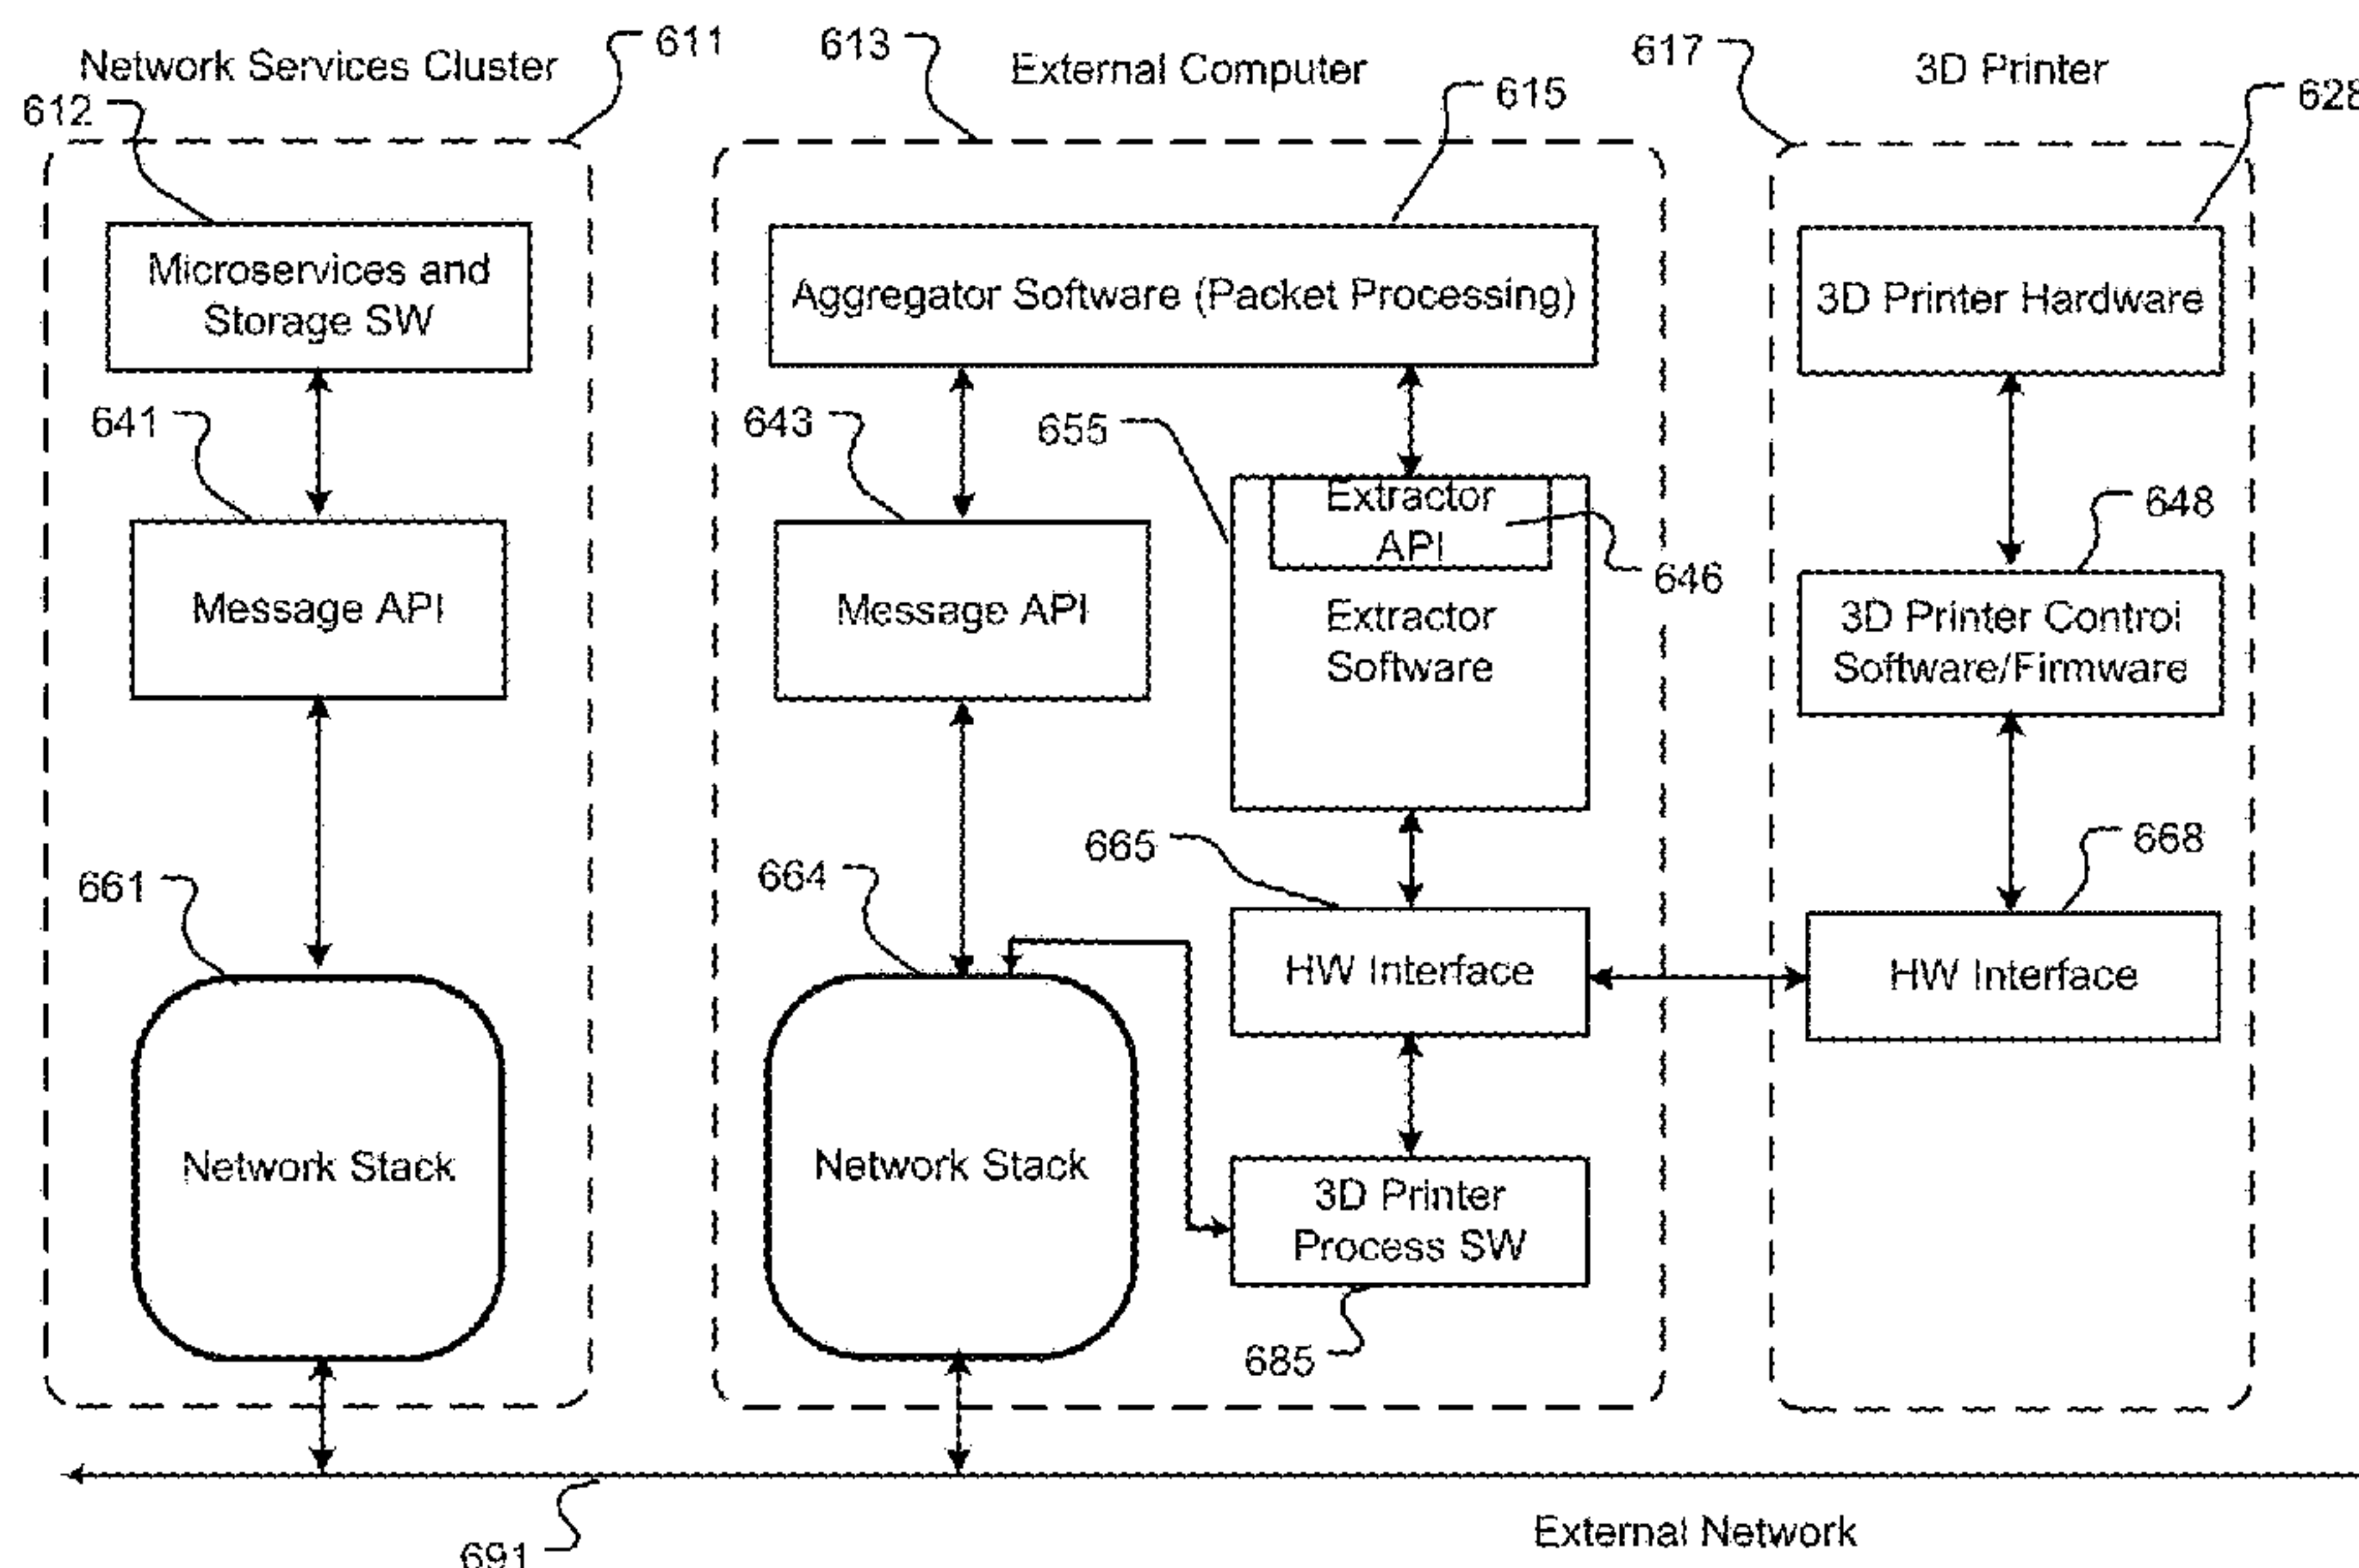 Network Services Cluster
611
613
External Computer
617
3D Printer
612
615
628
Microservices and
Storage SW
Aggregator Software (Packet Processing)
3D Printer Hardware
641
643
655
Extractor
API
646
648
Message API
Message API
Extractor
Software
3D Printer Control
Software/Firmware
661
664
665
668
HW Interface
HW Interface
Network Stack
Network Stack
3D Printer
Process SW
685
691
External Network